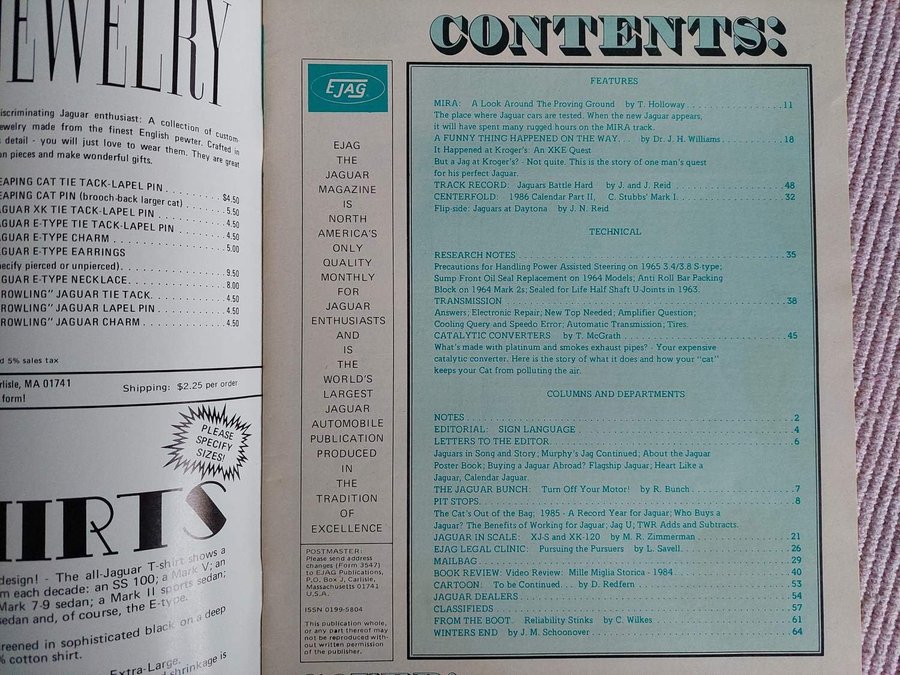 JEWELRY
discriminating Jaguar enthusiast: A collection of custom
jewelry made from the finest English pewter. Crafted in
detail - you will just love to wear them. They are great
on pieces and make wonderful gifts.
LEAPING CAT TIE TACK-LAPEL PIN . . . . . . . . $4.50
LEAPING CAT PIN (brooch-back larger cat) . . . . . 5.50
JAGUAR XK TIE TACK-LAPEL PIN . . . . . . . . . 4.50
JAGUAR E-TYPE TIE TACK-LAPEL PIN . . . . . . . 4.50
JAGUAR E-TYPE CHARM . . . . . . . . . . . . . 5.00
JAGUAR E-TYPE EARRINGS
specify pierced or unpierced) . . . . . . . . . . . 9.50
JAGUAR E-TYPE NECKLACE . . . . . . . . . . . 8.00
GROWLING" JAGUAR TIE TACK . . . . . . . . . . 4.50
GROWLING" JAGUAR LAPEL PIN . . . . . . . . . 4.50
GROWLING" JAGUAR CHARM . . . . . . . . . . . 4.50
5% sales tax
Carlisle, MA 01741
Shipping: $2.25 per order
form!
PLEASE
SPECIFY
SIZES!
SHIRTS
design! - The all-Jaguar T-shirt shows a
from each decade: an SS 100; a Mark V; an
Mark 7-9 sedan; a Mark II sports sedan;
sedan and, of course, the E-type.
screened in sophisticated black on a deep
% cotton shirt.
Extra-Large.
shrinkage is
CONTENTS:
EJAG
EJAG
THE
JAGUAR
MAGAZINE
IS
NORTH
AMERICA'S
ONLY
QUALITY
MONTHLY
FOR
JAGUAR
ENTHUSIASTS
AND
IS
THE
WORLD'S
LARGEST
JAGUAR
AUTOMOBILE
PUBLICATION
PRODUCED
IN
THE
TRADITION
OF
EXCELLENCE
POSTMASTER:
Please send address
changes (Form 3547)
to EJAG Publications,
P.O. Box J, Carlisle,
Massachusetts 01741
U.S.A.
ISSN 0199-5804
This publication whole,
or any part thereof may
not be reproduced with-
out written permission
of the publisher.
FEATURES
MIRA: A Look Around The Proving Ground by T. Holloway . . . . . 11
The place where Jaguar cars are tested. When the new Jaguar appears,
it will have spent many rugged hours on the MIRA track.
A FUNNY THING HAPPENED ON THE WAY. . . by Dr. J. H. Williams . . . . . 18
It Happened at Kroger's: An XKE Quest
But a Jag at Kroger's? - Not quite. This is the story of one man's quest
for his perfect Jaguar.
TRACK RECORD: Jaguars Battle Hard by J. and J. Reid . . . . . 48
CENTERFOLD: 1986 Calendar Part II, C. Stubbs' Mark I . . . . . 32
Flip-side: Jaguars at Daytona by J. N. Reid
TECHNICAL
RESEARCH NOTES . . . . . 35
Precautions for Handling Power Assisted Steering on 1965 3.4/3.8 S-type;
Sump Front Oil Seal Replacement on 1964 Models; Anti Roll Bar Packing
Block on 1964 Mark 2s; Sealed for Life Half Shaft U-Joints in 1963.
TRANSMISSION . . . . . 38
Answers; Electronic Repair; New Top Needed; Amplifier Question;
Cooling Query and Speedo Error; Automatic Transmission; Tires.
CATALYTIC CONVERTERS by T. McGrath . . . . . 45
What's made with platinum and smokes exhaust pipes? - Your expensive
catalytic converter. Here is the story of what it does and how your "cat"
keeps your Cat from polluting the air.
COLUMNS AND DEPARTMENTS
NOTES . . . . . 2
EDITORIAL: SIGN LANGUAGE . . . . . 4
LETTERS TO THE EDITOR . . . . . 6
Jaguars in Song and Story; Murphy's Jag Continued; About the Jaguar
Poster Book; Buying a Jaguar Abroad? Flagship Jaguar; Heart Like a
Jaguar, Calendar Jaguar.
THE JAGUAR BUNCH: Turn Off Your Motor! by R. Bunch . . . . . 7
PIT STOPS . . . . . 8
The Cat's Out of the Bag; 1985 - A Record Year for Jaguar; Who Buys a
Jaguar? The Benefits of Working for Jaguar; Jag U; TWR Adds and Subtracts.
JAGUAR IN SCALE: XJ-S and XK-120 by M. R. Zimmerman . . . . . 21
EJAG LEGAL CLINIC: Pursuing the Pursuers by L. Savell . . . . . 26
MAILBAG . . . . . 29
BOOK REVIEW: Video Review: Mille Miglia Storica - 1984 . . . . . 40
CARTOON: To be Continued. . . by D. Redfern . . . . . 53
JAGUAR DEALERS . . . . . 54
CLASSIFIEDS . . . . . 57
FROM THE BOOT. Reliability Stinks by C. Wilkes . . . . . 61
WINTERS END by J. M. Schoonover . . . . . 64